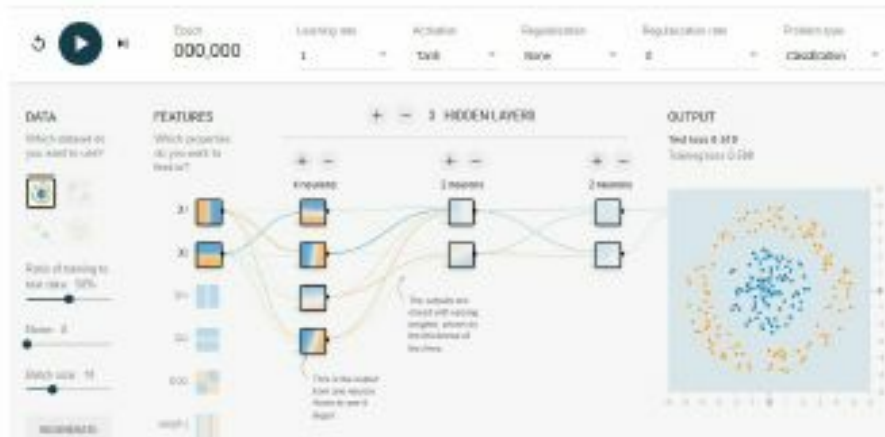 Epoch
000,000
Learning rate
1
Activation
Tanh
Regularization
None
Regularization rate
0
Problem type
Classification
DATA
Which dataset do
you want to use?
Ratio of training to
test data: 50%
Noise: 0
Batch size:
REGENERATE
FEATURES
Which properties
do you want to
feed in?
+ − 3 HIDDEN LAYERS
+ −
4 neurons
+ −
2 neurons
+ −
2 neurons
The outputs are
mixed with varying
weights, shown by
the thickness of
the lines.
This is the output
from one neuron.
Hover to see it
larger.
OUTPUT
Test loss
Training loss